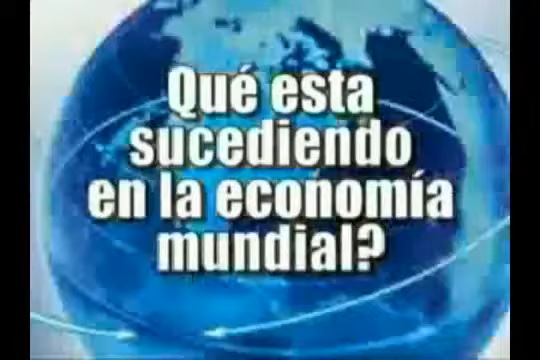 Qué esta
sucediendo
en la economía
mundial?